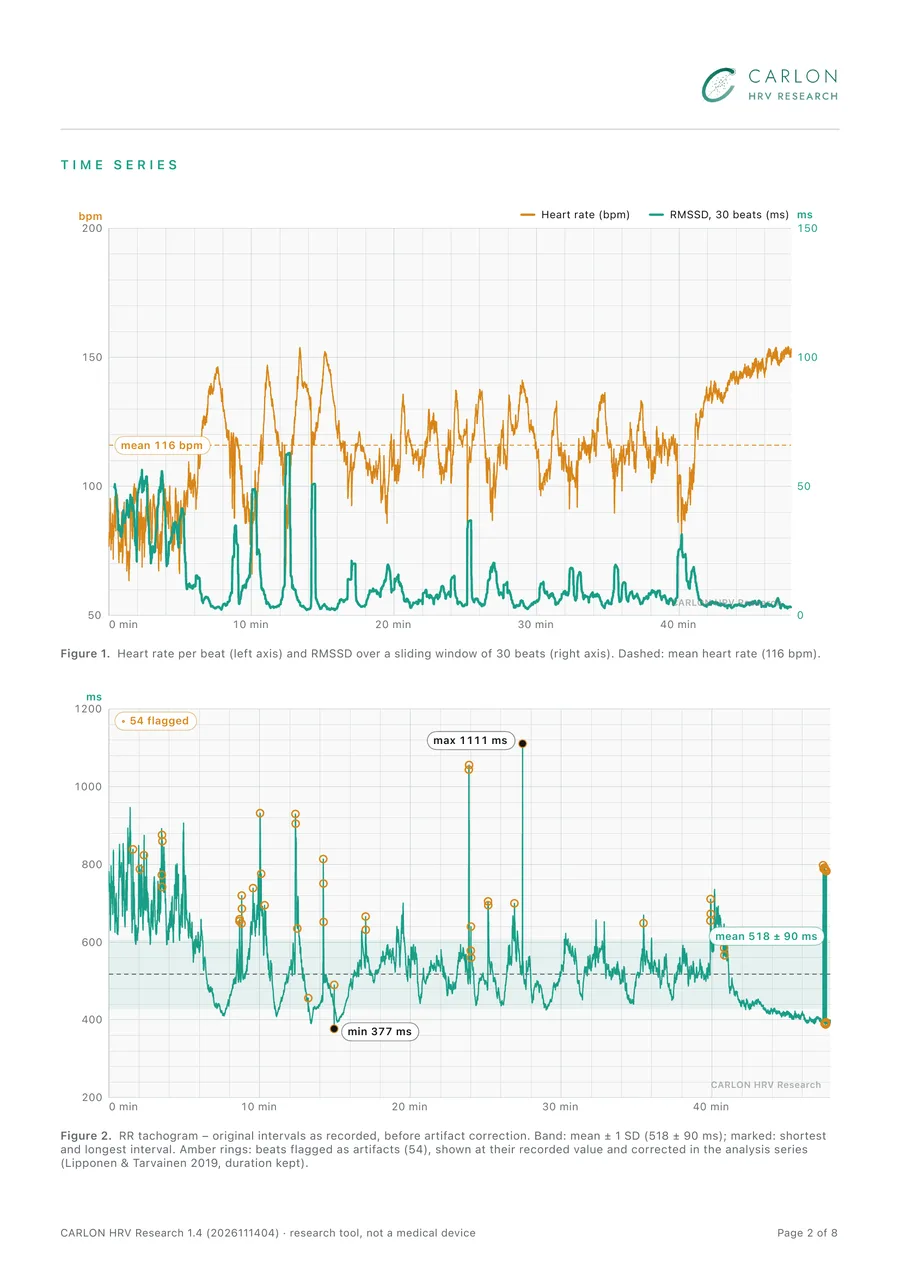 CARLON
HRV RESEARCH
TIME SERIES
bpm
Heart rate (bpm)
RMSSD, 30 beats (ms)
ms
200
150
150
100
mean 116 bpm
100
50
CARLON HRV Research
50
0
0 min
10 min
20 min
30 min
40 min
Figure 1. Heart rate per beat (left axis) and RMSSD over a sliding window of 30 beats (right axis). Dashed: mean heart rate (116 bpm).
ms
1200
• 54 flagged
max 1111 ms
1000
800
600
mean 518 ± 90 ms
400
min 377 ms
CARLON HRV Research
200
0 min
10 min
20 min
30 min
40 min
Figure 2. RR tachogram – original intervals as recorded, before artifact correction. Band: mean ± 1 SD (518 ± 90 ms); marked: shortest
and longest interval. Amber rings: beats flagged as artifacts (54), shown at their recorded value and corrected in the analysis series
(Lipponen & Tarvainen 2019, duration kept).
CARLON HRV Research 1.4 (2026111404) · research tool, not a medical device
Page 2 of 8